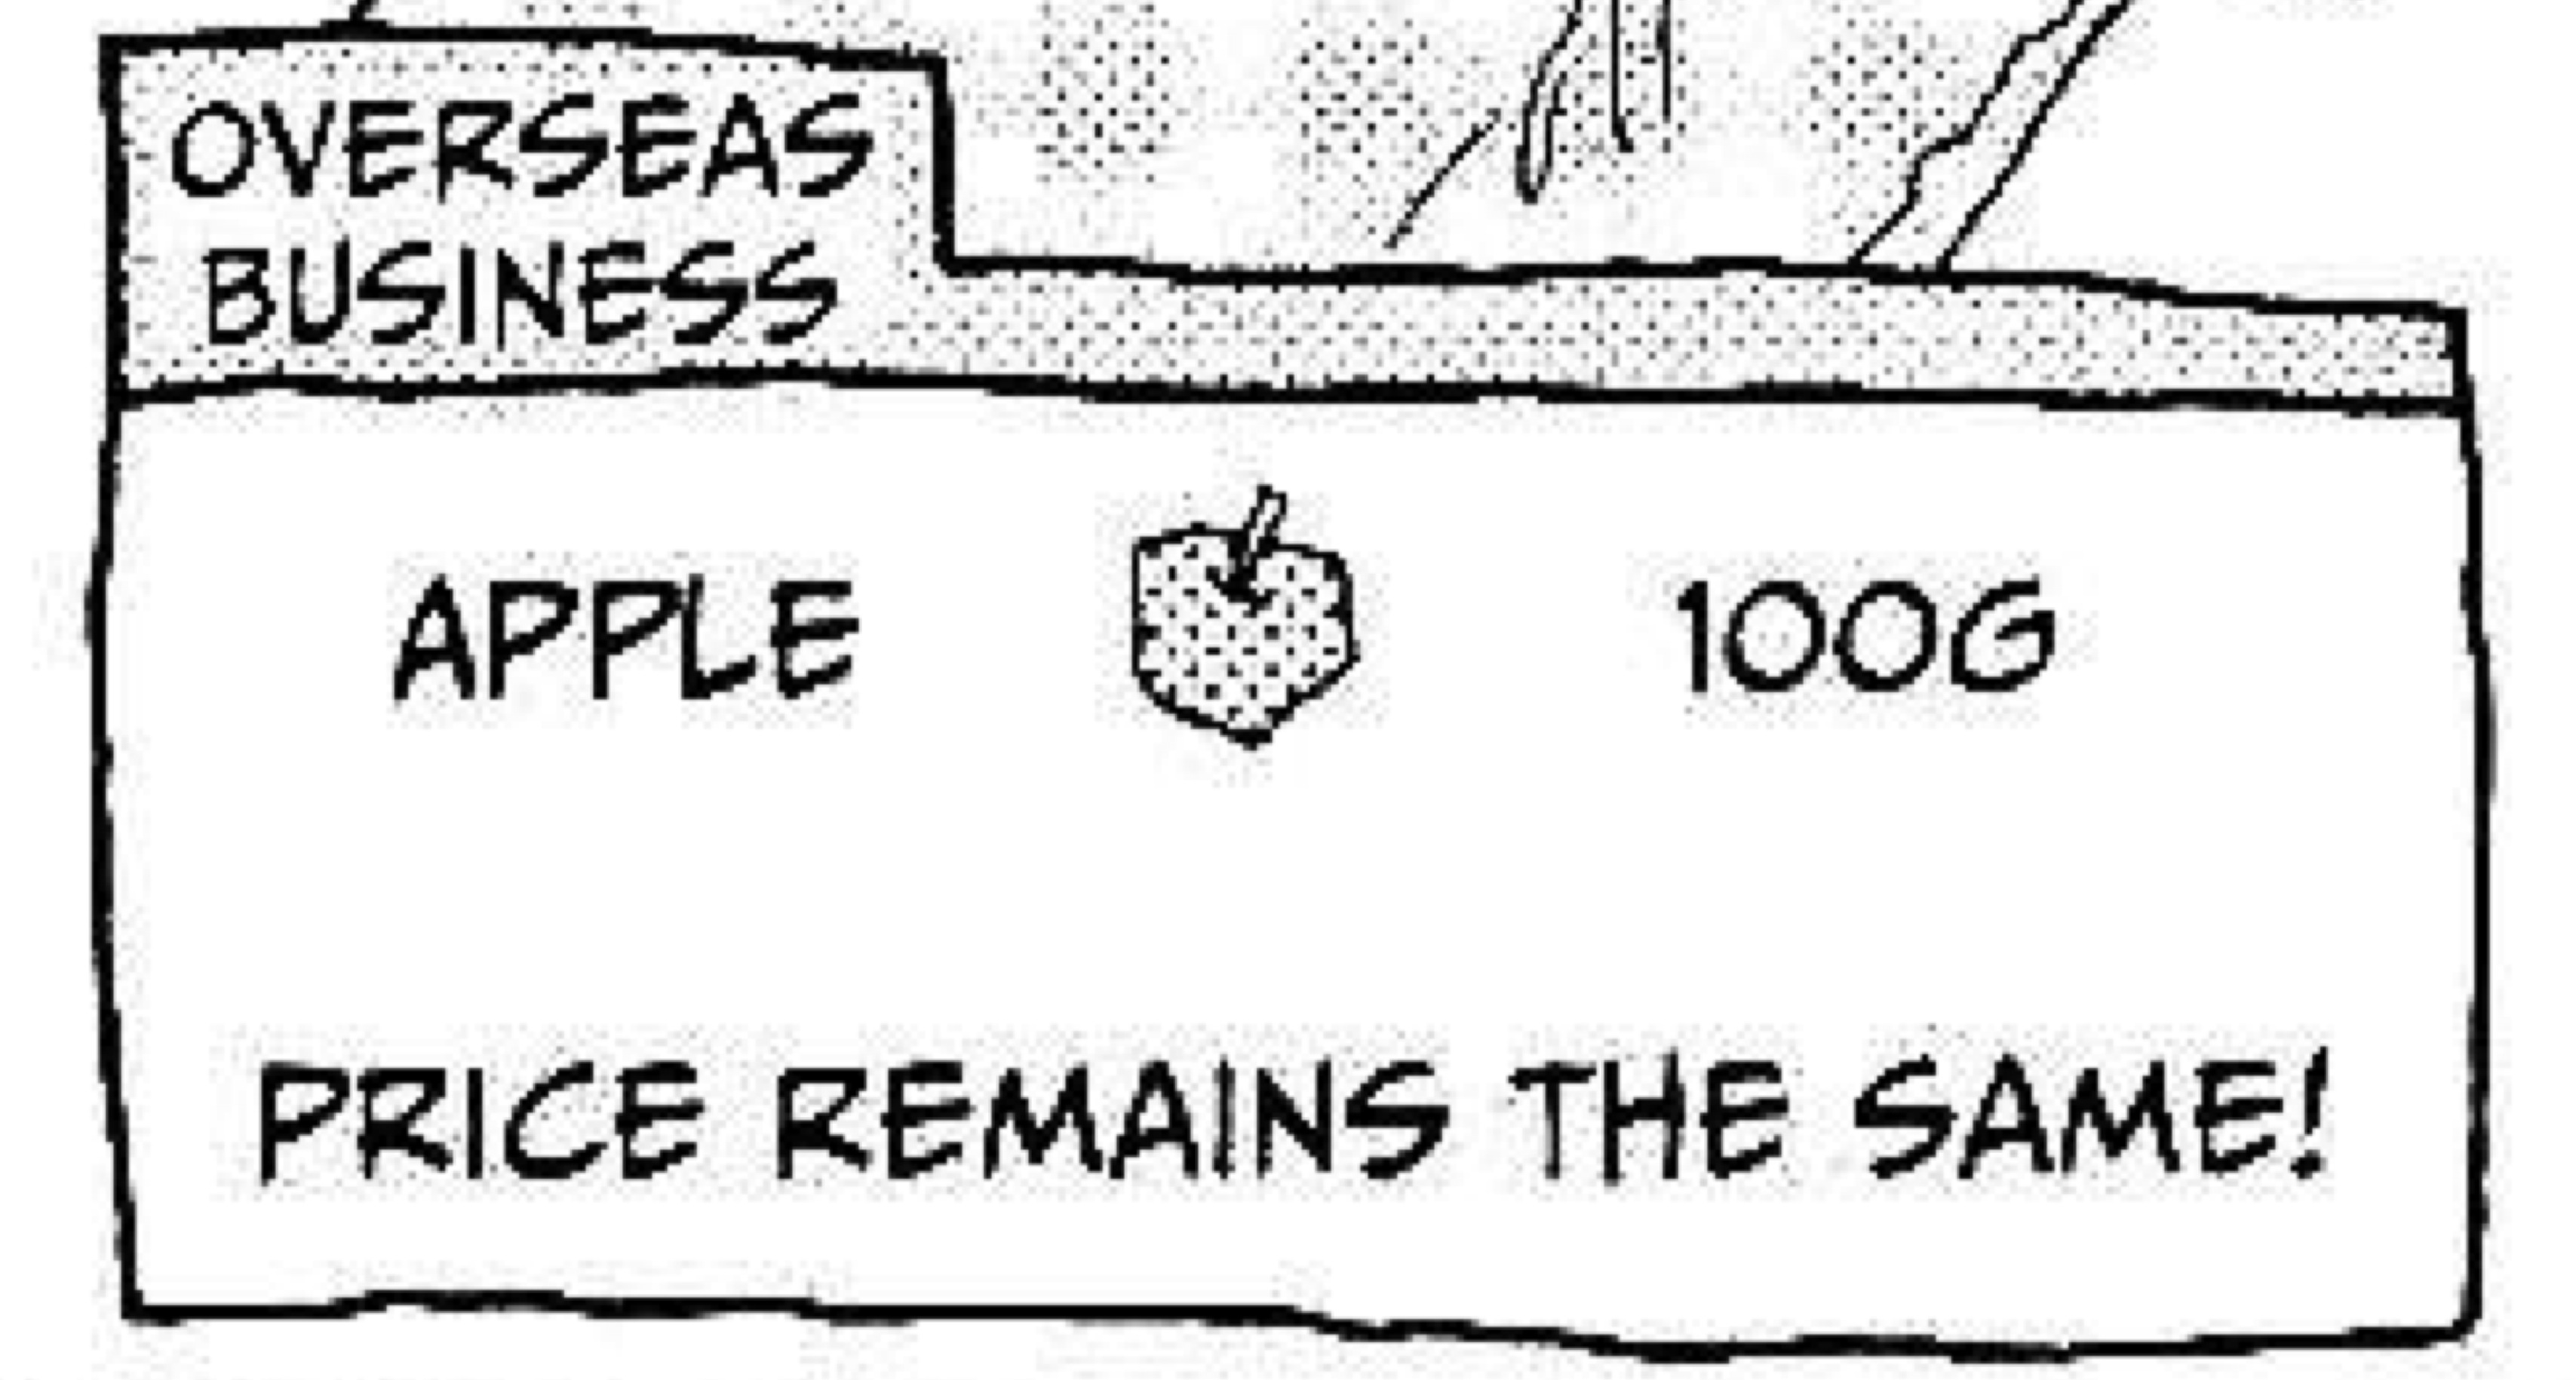 OVERSEAS
BUSINESS
APPLE 100G
PRICE REMAINS THE SAME!